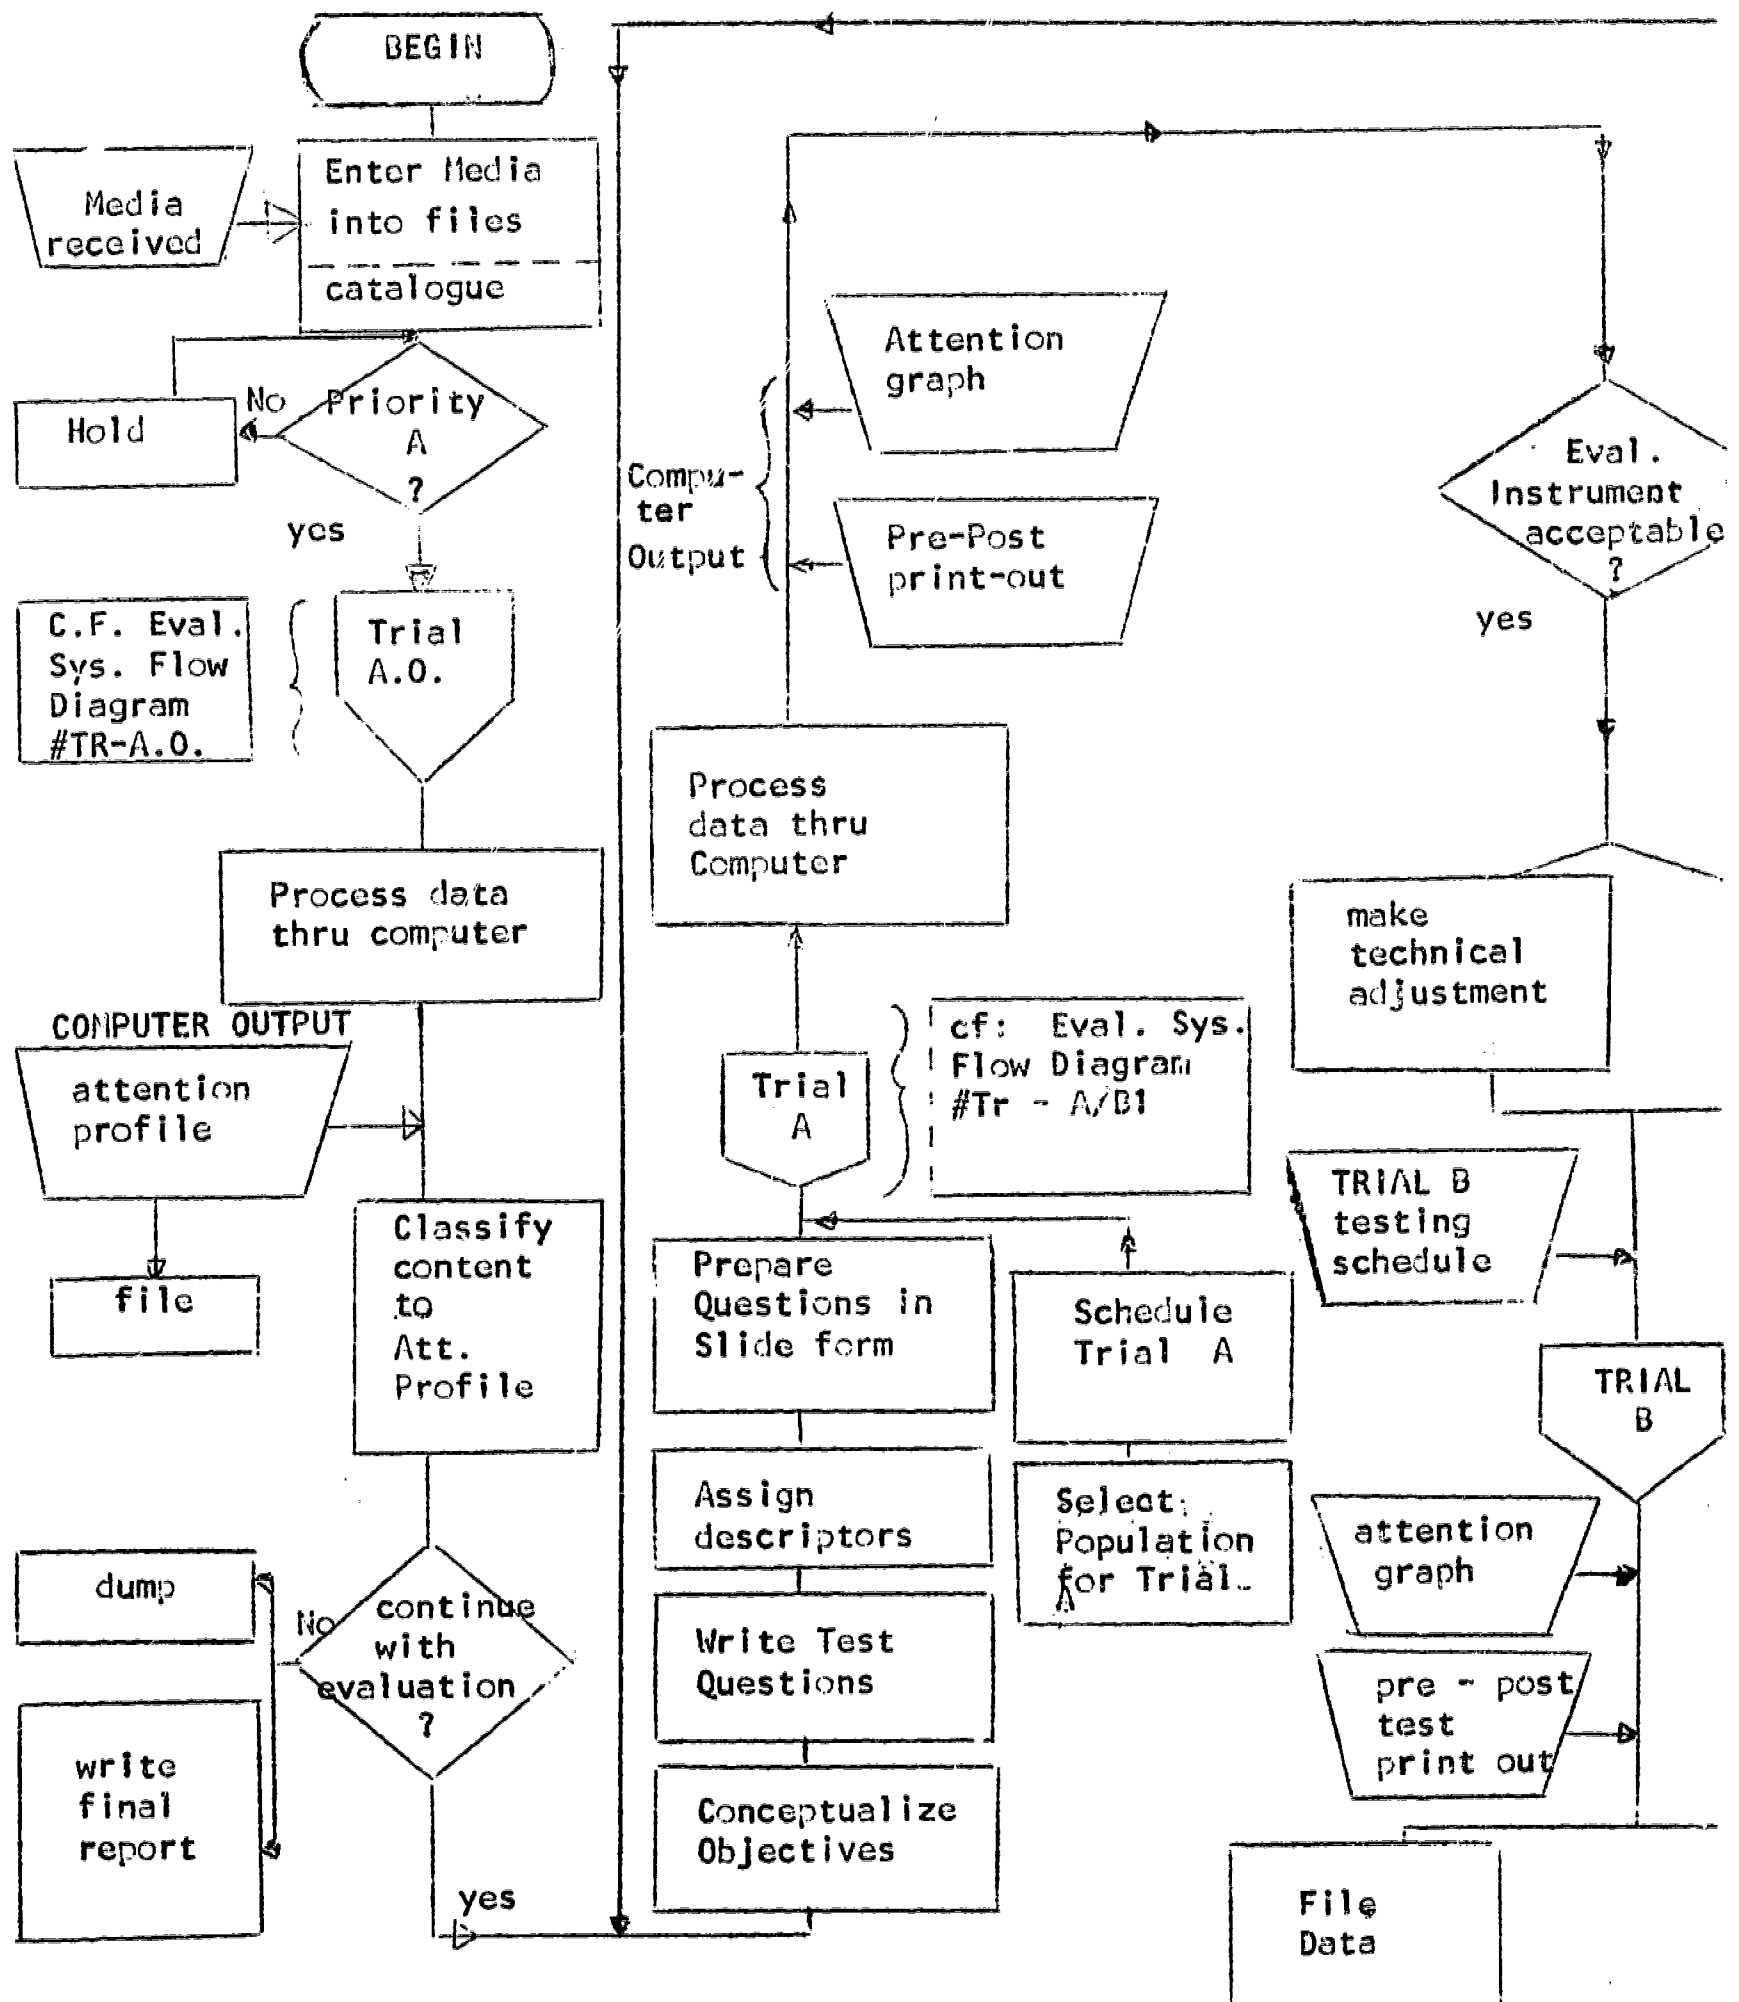 BEGIN
Media
received
Enter Media
into files
catalogue
Hold
No
Priority
A
?
yes
C.F. Eval.
Sys. Flow
Diagram
#TR-A.O.
Trial
A.O.
Process data
thru computer
COMPUTER OUTPUT
attention
profile
file
Classify
content
to
Att.
Profile
dump
No
continue
with
evaluation
?
write
final
report
yes
Attention
graph
Compu-
ter
Output
Pre-Post
print-out
Process
data thru
Computer
Trial
A
cf: Eval. Sys.
Flow Diagram
#Tr - A/B1
Prepare
Questions in
Slide form
Schedule
Trial A
Assign
descriptors
Select
Population
for Trial
A
Write Test
Questions
Conceptualize
Objectives
Eval.
Instrument
acceptable
?
yes
make
technical
adjustment
TRIAL B
testing
schedule
TRIAL
B
attention
graph
pre - post
test
print out
File
Data